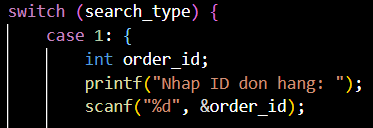 switch (search_type) {
    case 1: {
        int order_id;
        printf("Nhap ID don hang: ");
        scanf("%d", &order_id);